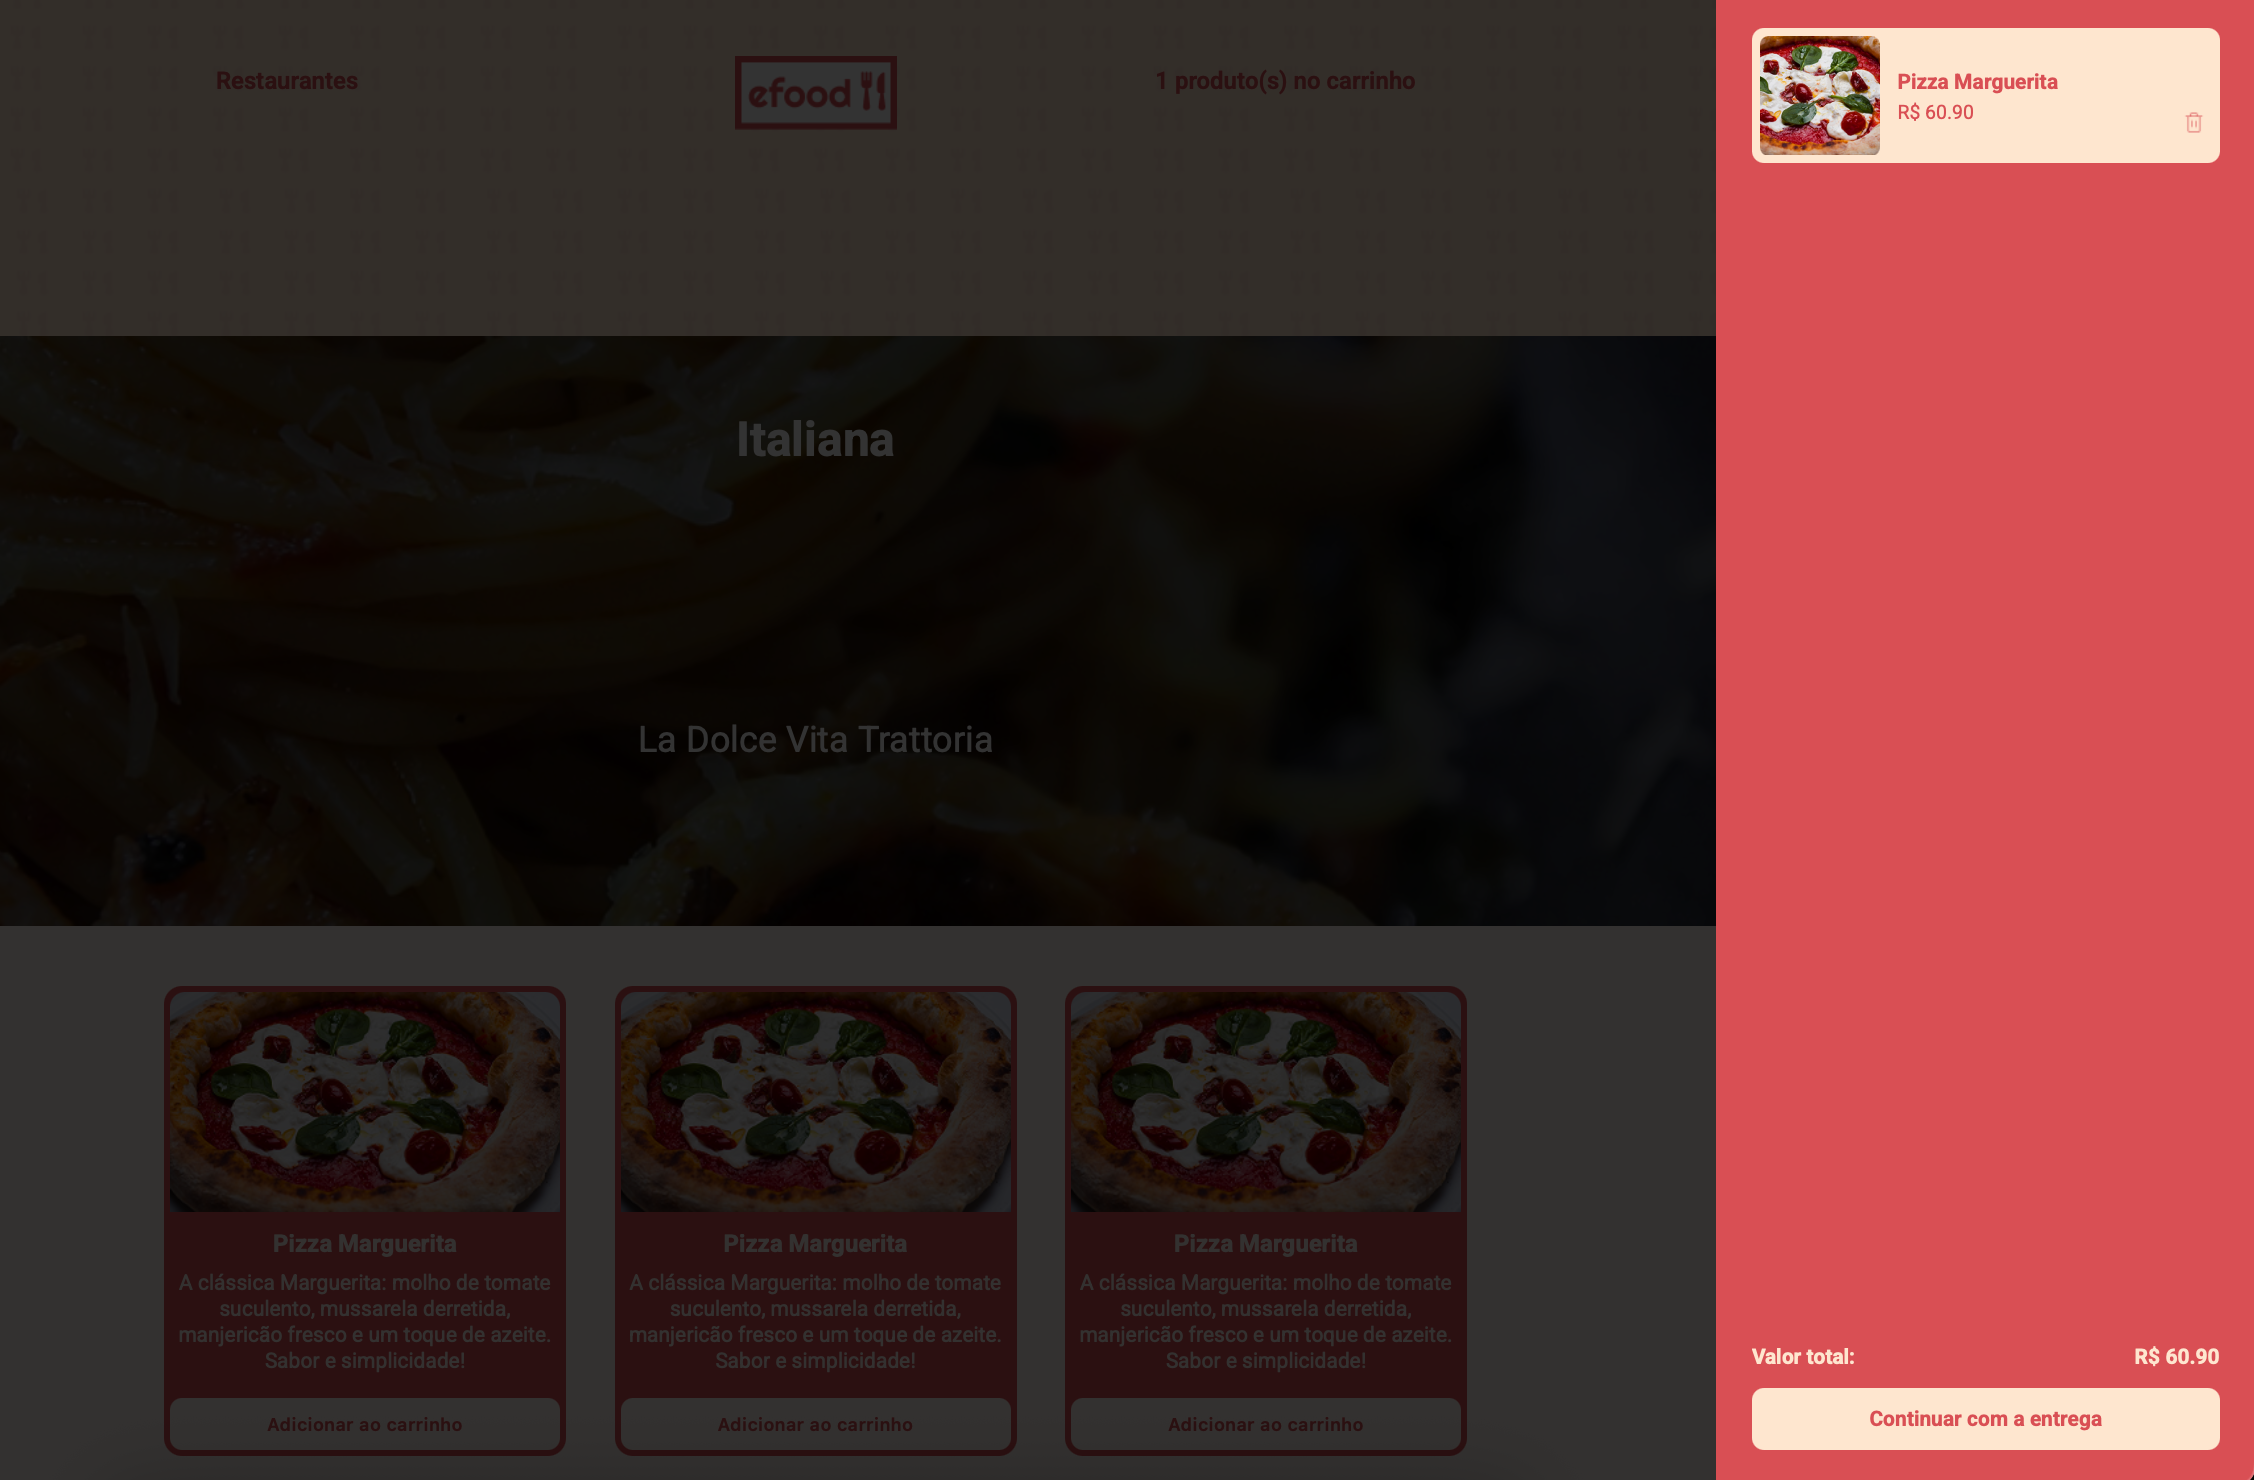 Restaurantes
efood
1 produto(s) no carrinho
Italiana
La Dolce Vita Trattoria
Pizza Marguerita
A clássica Marguerita: molho de tomate
suculento, mussarela derretida,
manjericão fresco e um toque de azeite.
Sabor e simplicidade!
Adicionar ao carrinho
Pizza Marguerita
A clássica Marguerita: molho de tomate
suculento, mussarela derretida,
manjericão fresco e um toque de azeite.
Sabor e simplicidade!
Adicionar ao carrinho
Pizza Marguerita
A clássica Marguerita: molho de tomate
suculento, mussarela derretida,
manjericão fresco e um toque de azeite.
Sabor e simplicidade!
Adicionar ao carrinho
Pizza Marguerita
R$ 60.90
Valor total: R$ 60.90
Continuar com a entrega